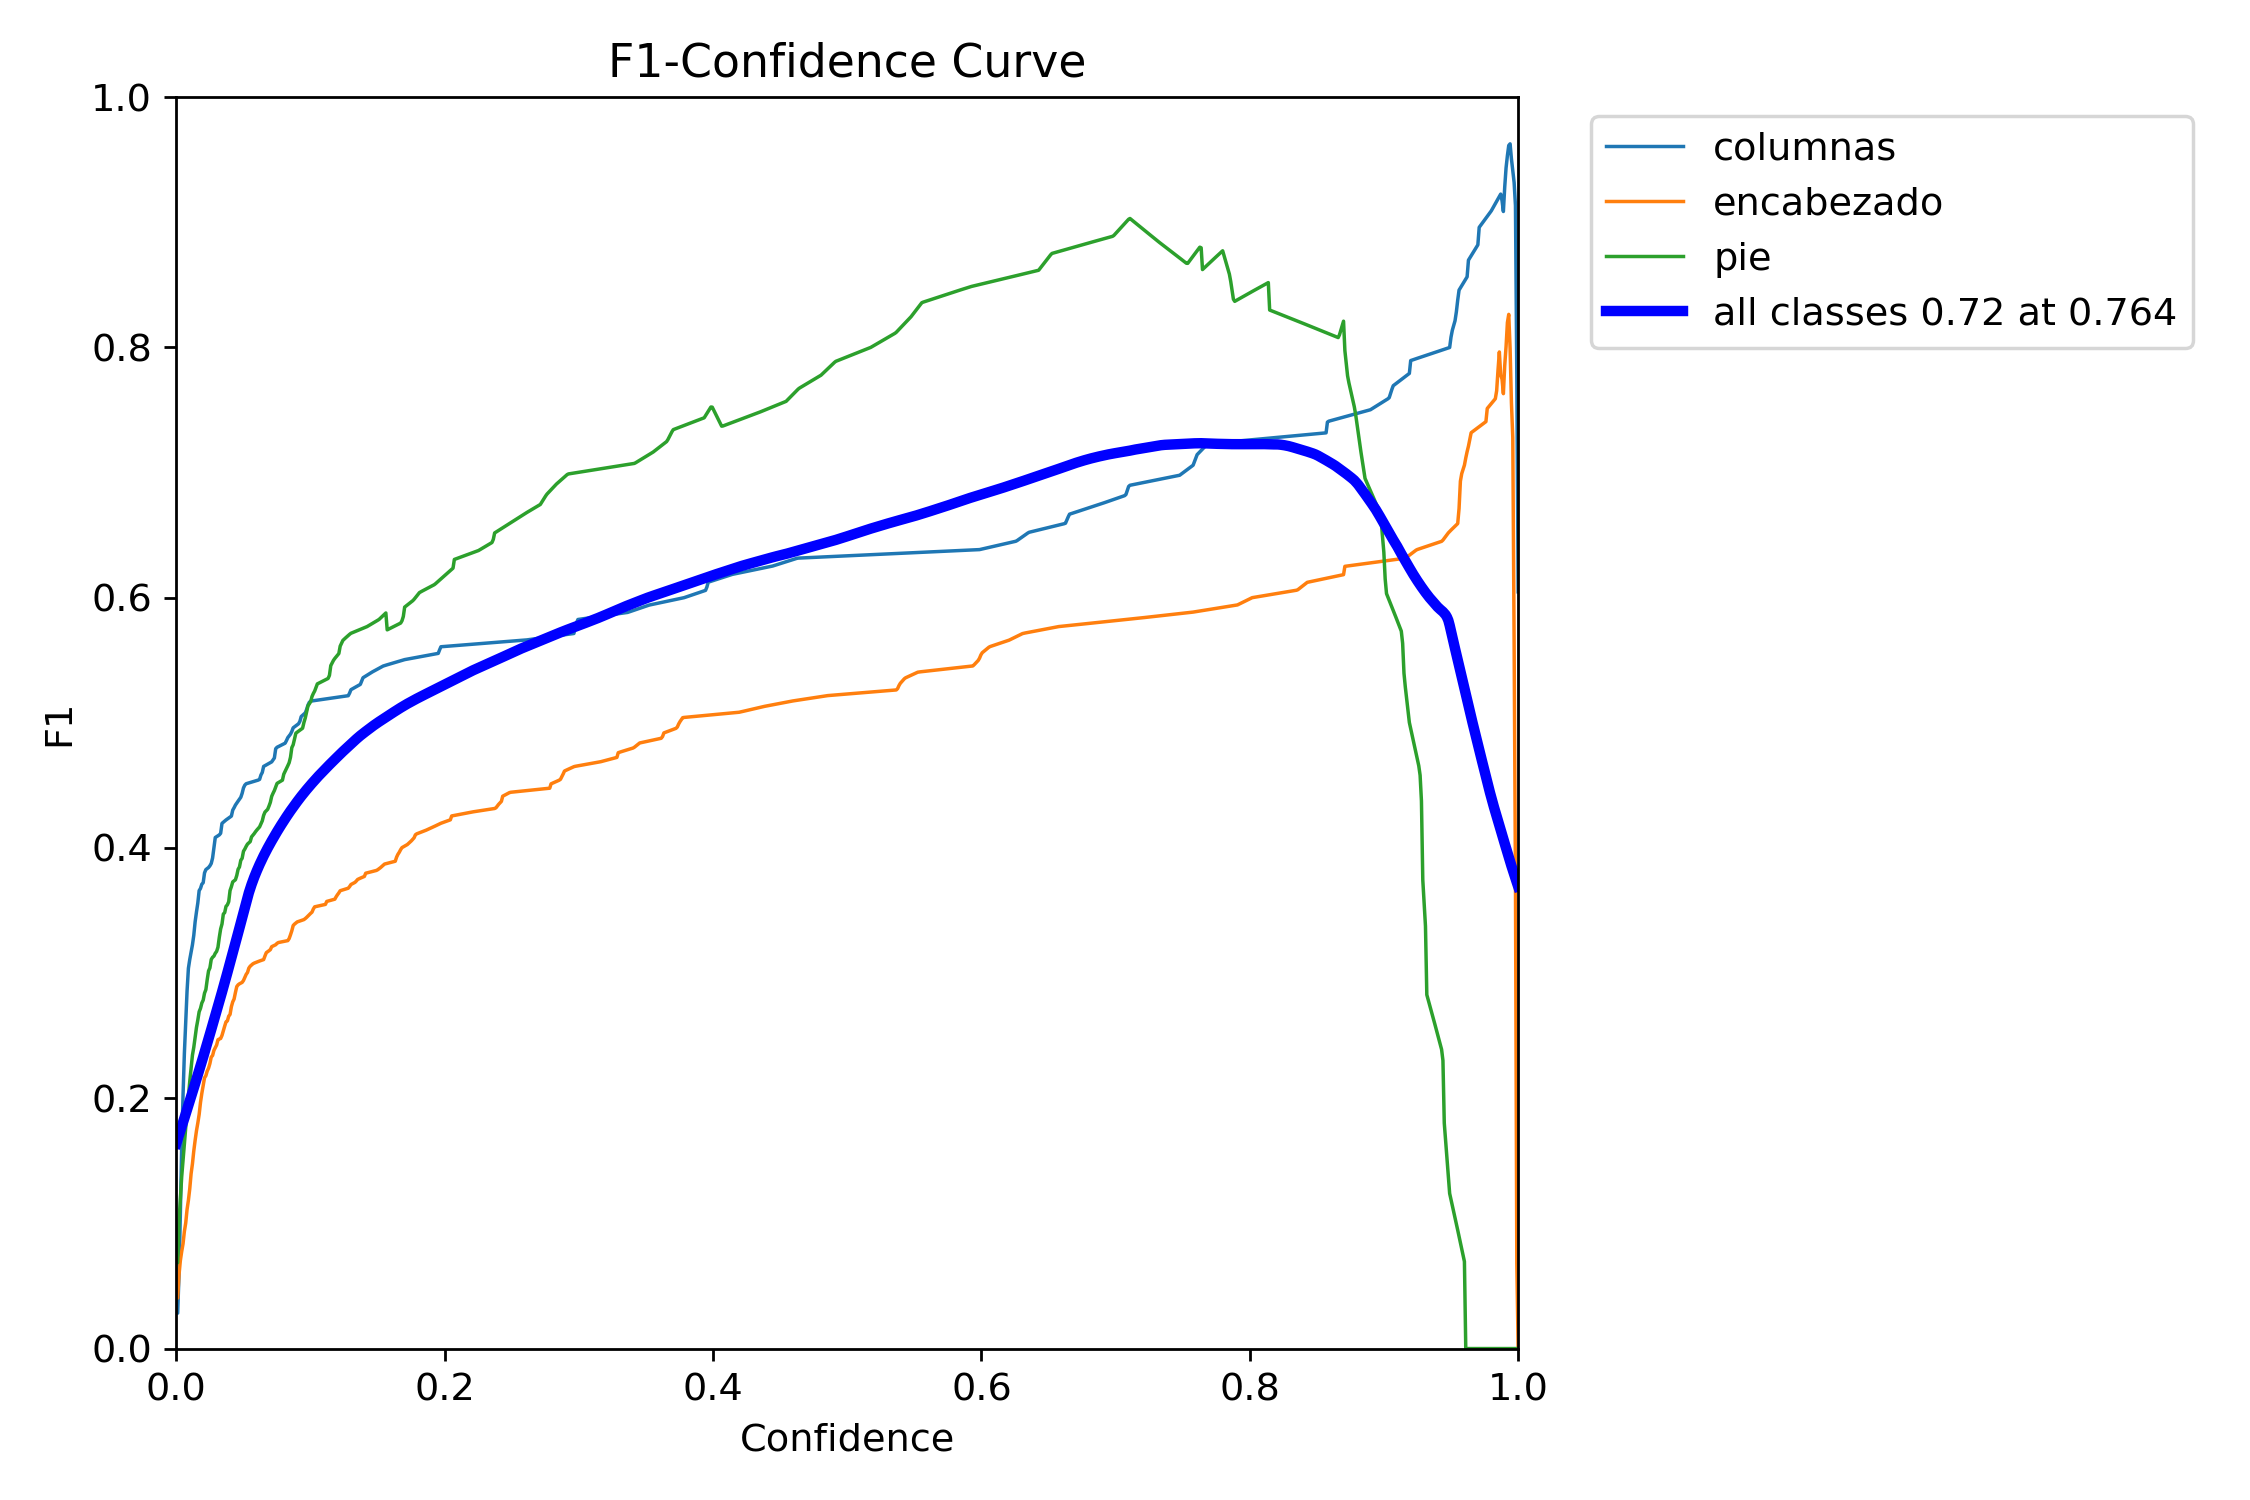 F1-Confidence Curve
1.0
0.8
0.6
0.4
0.2
0.0
F1
0.0 0.2 0.4 0.6 0.8 1.0
Confidence
columnas
encabezado
pie
all classes 0.72 at 0.764